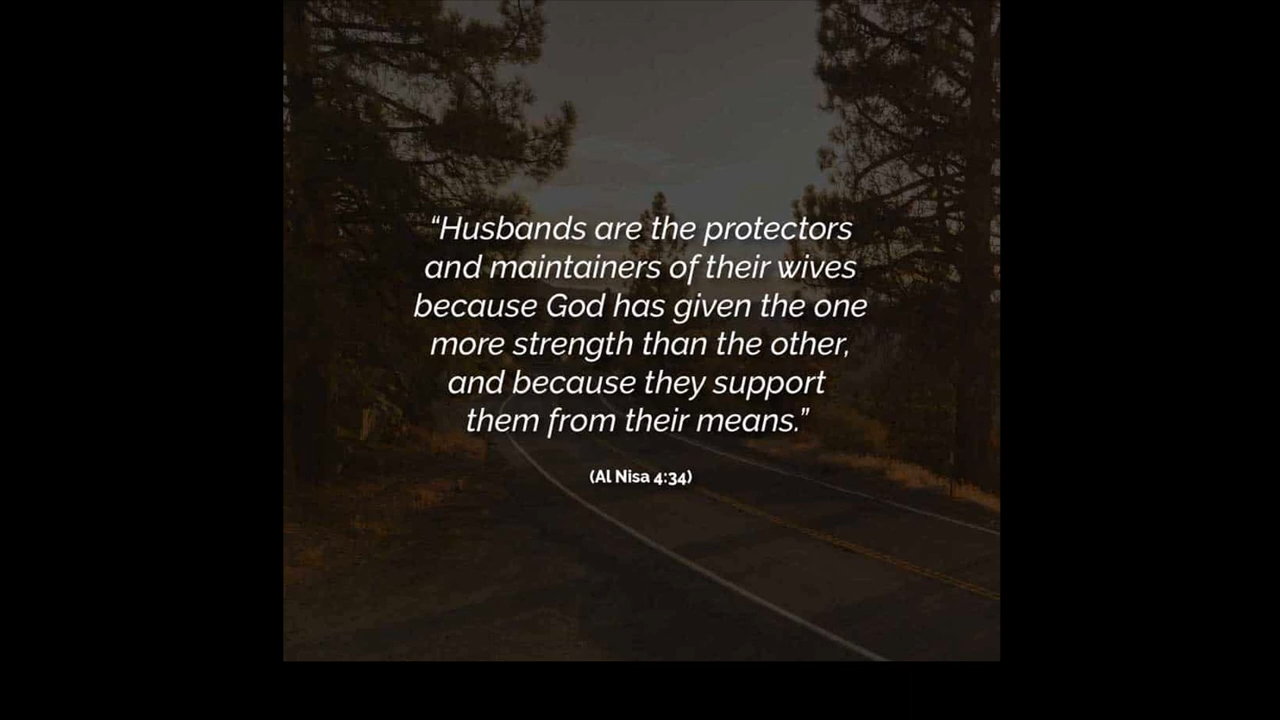 “Husbands are the protectors
and maintainers of their wives
because God has given the one
more strength than the other,
and because they support
them from their means.”
(Al Nisa 4:34)